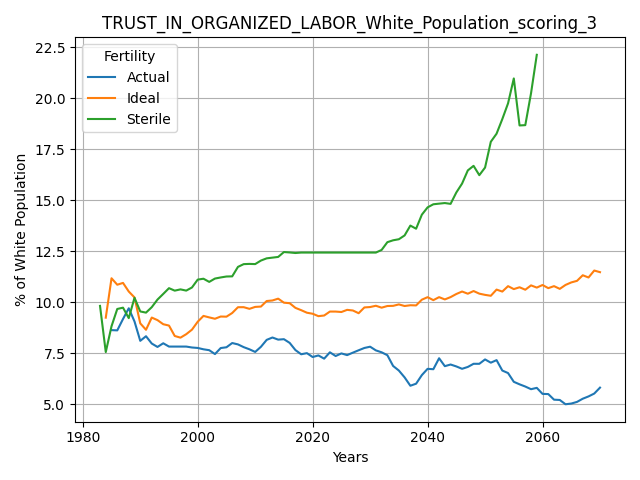 TRUST_IN_ORGANIZED_LABOR_White_Population_scoring_3
Fertility
Actual
Ideal
Sterile
% of White Population
22.5
20.0
17.5
15.0
12.5
10.0
7.5
5.0
1980
2000
2020
2040
2060
Years